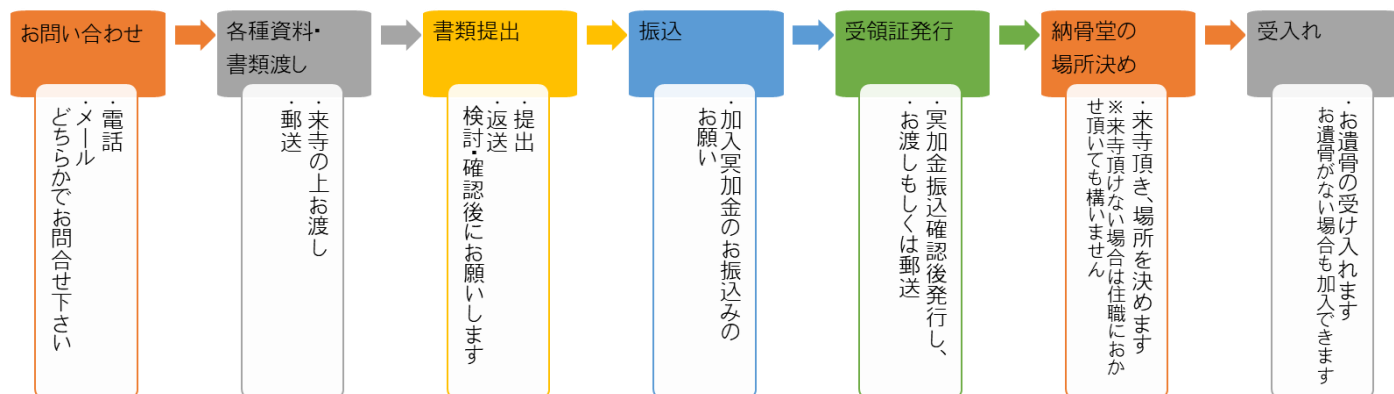 お問い合わせ
・電話
・メール
どちらかでお問合せ下さい
各種資料・
書類渡し
・来寺の上お渡し
・郵送
書類提出
・提出
・返送
検討・確認後にお願いします
振込
・加入冥加金のお振込みの
お願い
受領証発行
・冥加金振込確認後発行し、
・お渡しもしくは郵送
納骨堂の
場所決め
・来寺頂き、場所を決めます
※来寺頂けない場合は住職におか
せ頂いても構いません
受入れ
・お遺骨の受け入れます
お遺骨がない場合も加入できます